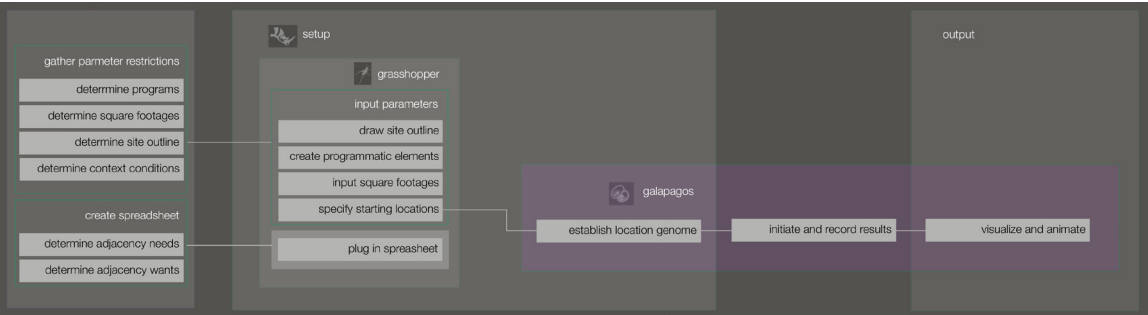 gather parmeter restrictions
deterrmine programs
determine square footages
determine site outline
determine context conditions
create spreadsheet
determine adjacency needs
determine adjacency wants
setup
grasshopper
input parameters
draw site outline
create programmatic elements
input square footages
specify starting locations
plug in spreasheet
galapagos
establish location genome
initiate and record results
output
visualize and animate